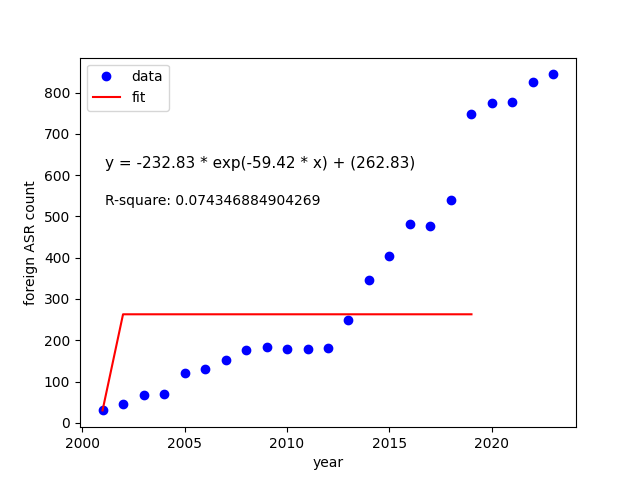 data
fit
y = -232.83 * exp(-59.42 * x) + (262.83)
R-square: 0.074346884904269
foreign ASR count
800
700
600
500
400
300
200
100
0
2000 2005 2010 2015 2020
year